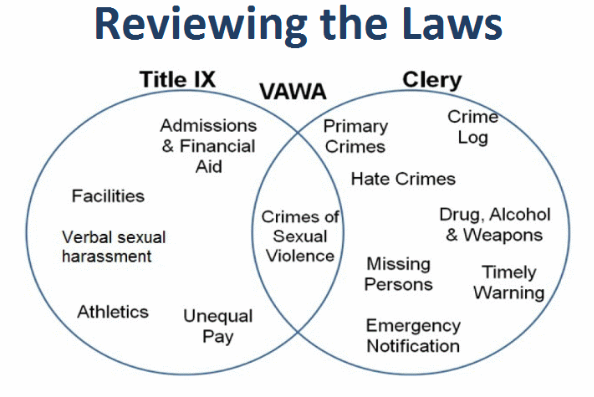 Reviewing the Laws
Title IX
VAWA
Clery
Admissions
& Financial
Aid
Facilities
Verbal sexual
harassment
Athletics
Unequal
Pay
Crimes of
Sexual
Violence
Primary
Crimes
Crime
Log
Hate Crimes
Drug, Alcohol
& Weapons
Missing
Persons
Timely
Warning
Emergency
Notification